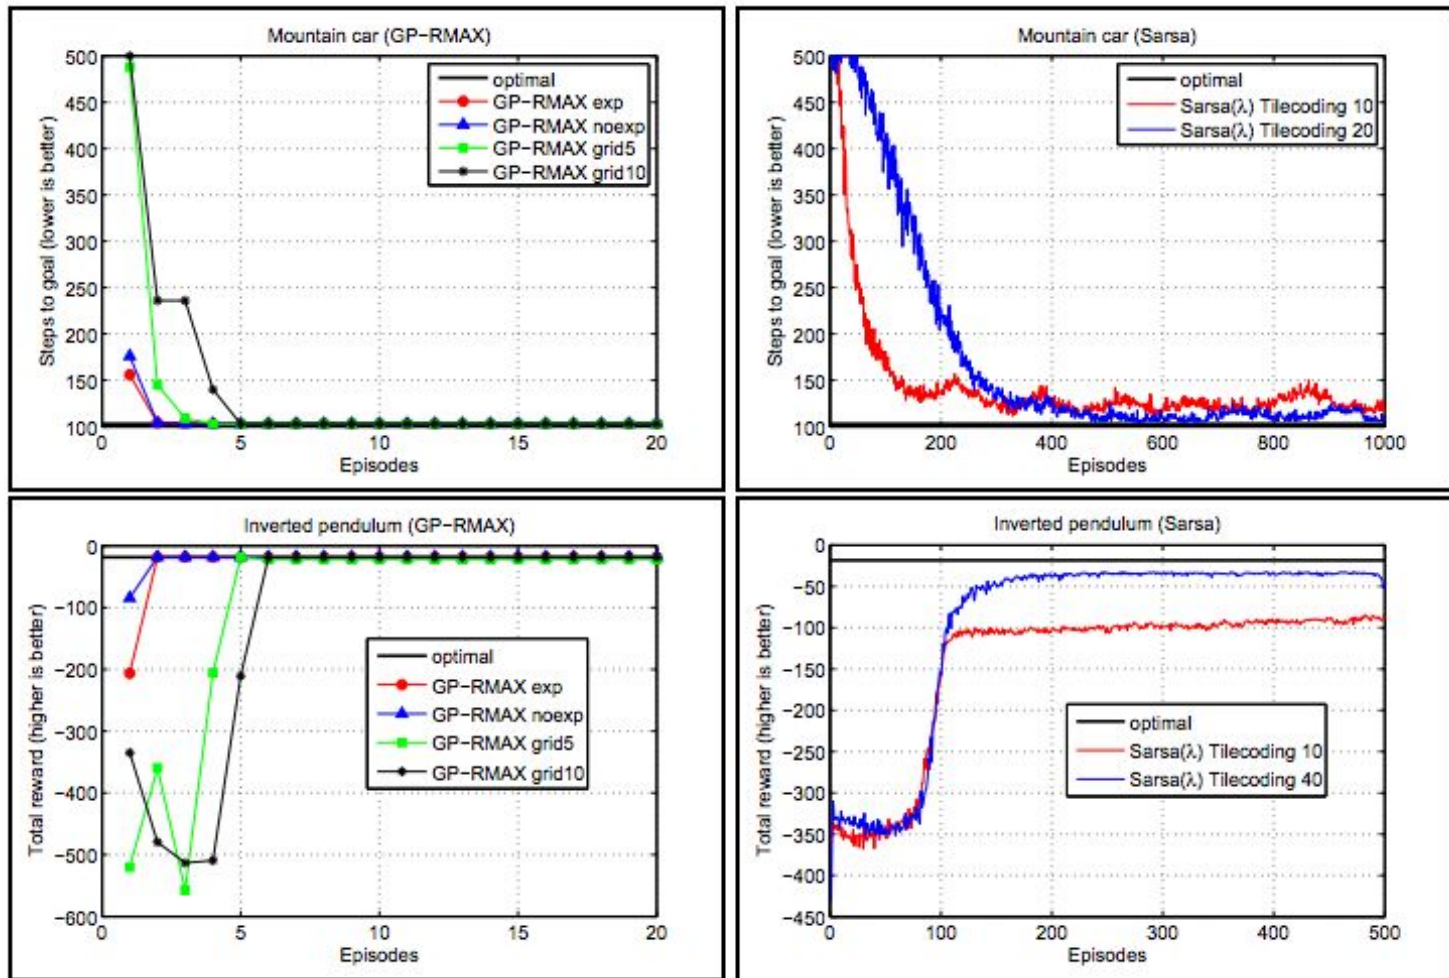 Mountain car (GP−RMAX)
500
450
400
350
300
250
200
150
100
Steps to goal (lower is better)
optimal
GP−RMAX exp
GP−RMAX noexp
GP−RMAX grid5
GP−RMAX grid10
0 5 10 15 20
Episodes
Mountain car (Sarsa)
500
450
400
350
300
250
200
150
100
Steps to goal (lower is better)
optimal
Sarsa(λ) Tilecoding 10
Sarsa(λ) Tilecoding 20
0 200 400 600 800 1000
Episodes
Inverted pendulum (GP−RMAX)
0
−100
−200
−300
−400
−500
−600
Total reward (higher is better)
optimal
GP−RMAX exp
GP−RMAX noexp
GP−RMAX grid5
GP−RMAX grid10
0 5 10 15 20
Episodes
Inverted pendulum (Sarsa)
0
−50
−100
−150
−200
−250
−300
−350
−400
−450
Total reward (higher is better)
optimal
Sarsa(λ) Tilecoding 10
Sarsa(λ) Tilecoding 40
0 100 200 300 400 500
Episodes